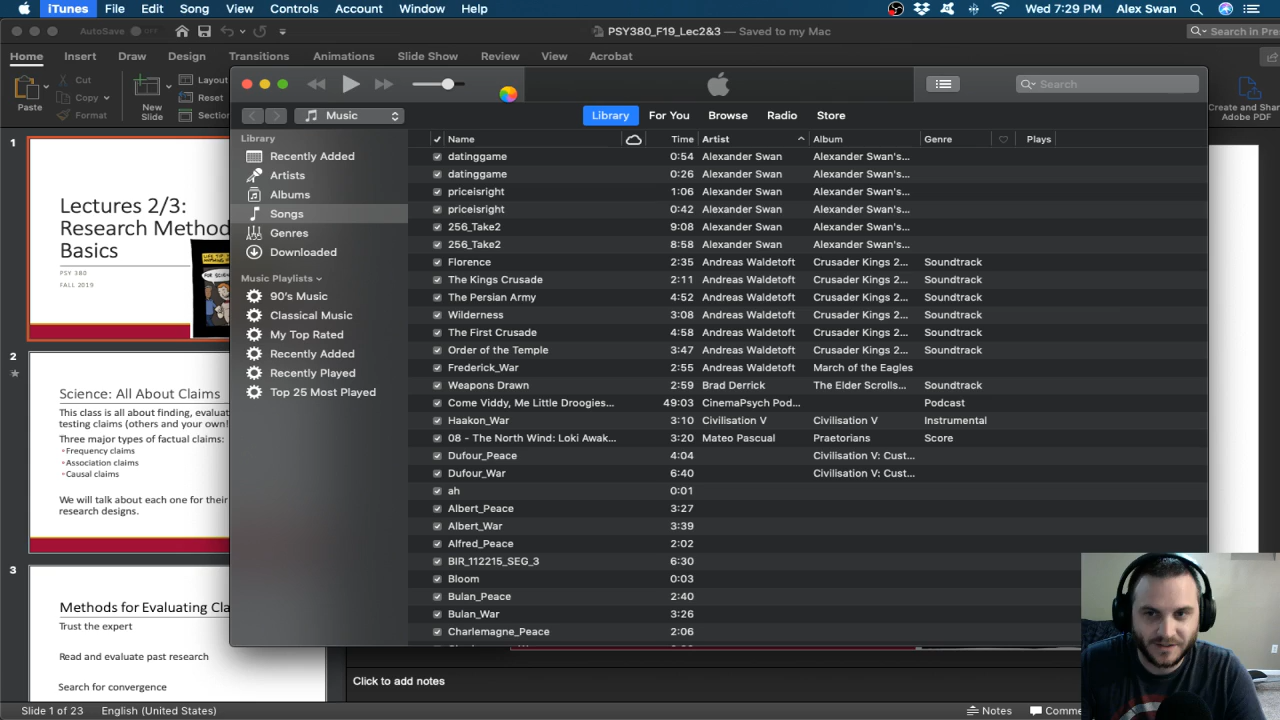 iTunes File Edit Song View Controls Account Window Help Wed 7:29 PM Alex Swan
AutoSave OFF PSY380_F19_Lec2&3 — Saved to my Mac Search in Pres
Home Insert Draw Design Transitions Animations Slide Show Review View Acrobat
Paste Cut Copy Format New Slide Layout Reset Section
Create and Share Adobe PDF
Search
Music Library For You Browse Radio Store
Library
Recently Added
Artists
Albums
Songs
Genres
Downloaded
Music Playlists
90's Music
Classical Music
My Top Rated
Recently Added
Recently Played
Top 25 Most Played
Name Time Artist Album Genre Plays
datinggame 0:54 Alexander Swan Alexander Swan's...
datinggame 0:26 Alexander Swan Alexander Swan's...
priceisright 1:06 Alexander Swan Alexander Swan's...
priceisright 0:42 Alexander Swan Alexander Swan's...
256_Take2 9:08 Alexander Swan Alexander Swan's...
256_Take2 8:58 Alexander Swan Alexander Swan's...
Florence 2:35 Andreas Waldetoft Crusader Kings 2... Soundtrack
The Kings Crusade 2:11 Andreas Waldetoft Crusader Kings 2... Soundtrack
The Persian Army 4:52 Andreas Waldetoft Crusader Kings 2... Soundtrack
Wilderness 3:08 Andreas Waldetoft Crusader Kings 2... Soundtrack
The First Crusade 4:58 Andreas Waldetoft Crusader Kings 2... Soundtrack
Order of the Temple 3:47 Andreas Waldetoft Crusader Kings 2... Soundtrack
Frederick_War 2:55 Andreas Waldetoft March of the Eagles
Weapons Drawn 2:59 Brad Derrick The Elder Scrolls... Soundtrack
Come Viddy, Me Little Droogies... 49:03 CinemaPsych Pod... Podcast
Haakon_War 3:10 Civilisation V Civilisation V Instrumental
08 - The North Wind: Loki Awak... 3:20 Mateo Pascual Praetorians Score
Dufour_Peace 4:04 Civilisation V: Cust...
Dufour_War 6:40 Civilisation V: Cust...
ah 0:01
Albert_Peace 3:27
Albert_War 3:39
Alfred_Peace 2:02
BIR_112215_SEG_3 6:30
Bloom 0:03
Bulan_Peace 2:40
Bulan_War 3:26
Charlemagne_Peace 2:06
1
Lectures 2/3:
Research Method
Basics
PSY 380
FALL 2019
2
Science: All About Claims
This class is all about finding, evaluat
testing claims (others and your own!
Three major types of factual claims:
Frequency claims
Association claims
Causal claims
We will talk about each one for their
research designs.
3
Methods for Evaluating Cla
Trust the expert
Read and evaluate past research
Search for convergence
Click to add notes
Slide 1 of 23 English (United States) Notes Comme